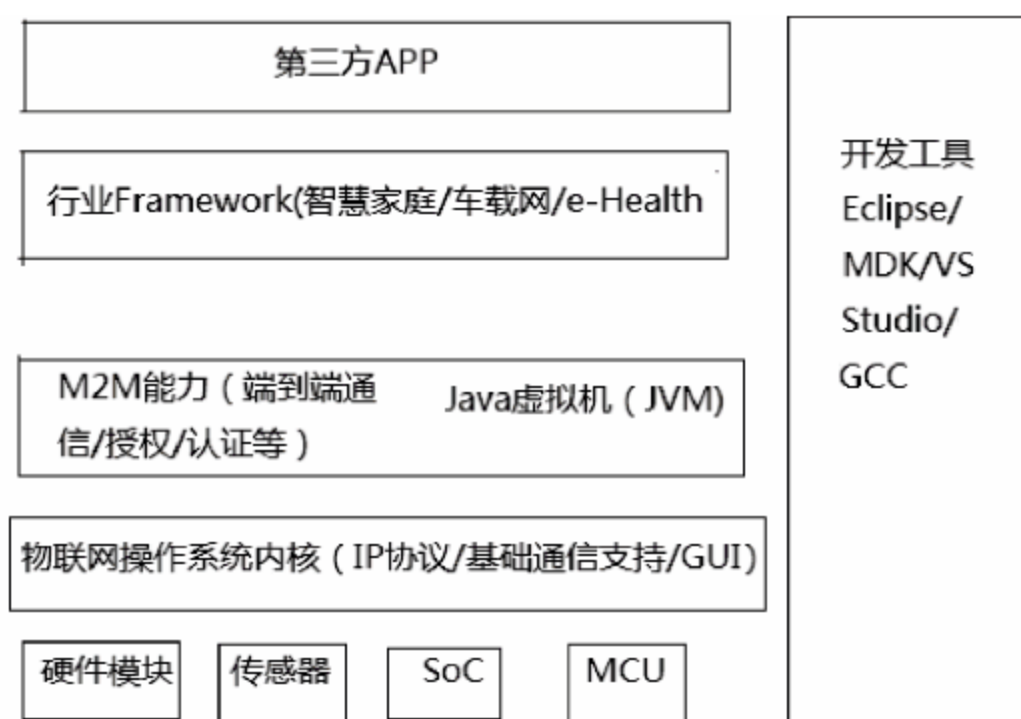 第三方APP
行业Framework(智慧家庭/车载网/e-Health
M2M能力（端到端通
信/授权/认证等）
Java虚拟机（JVM)
物联网操作系统内核（IP协议/基础通信支持/GUI)
硬件模块
传感器
SoC
MCU
开发工具
Eclipse/
MDK/VS
Studio/
GCC